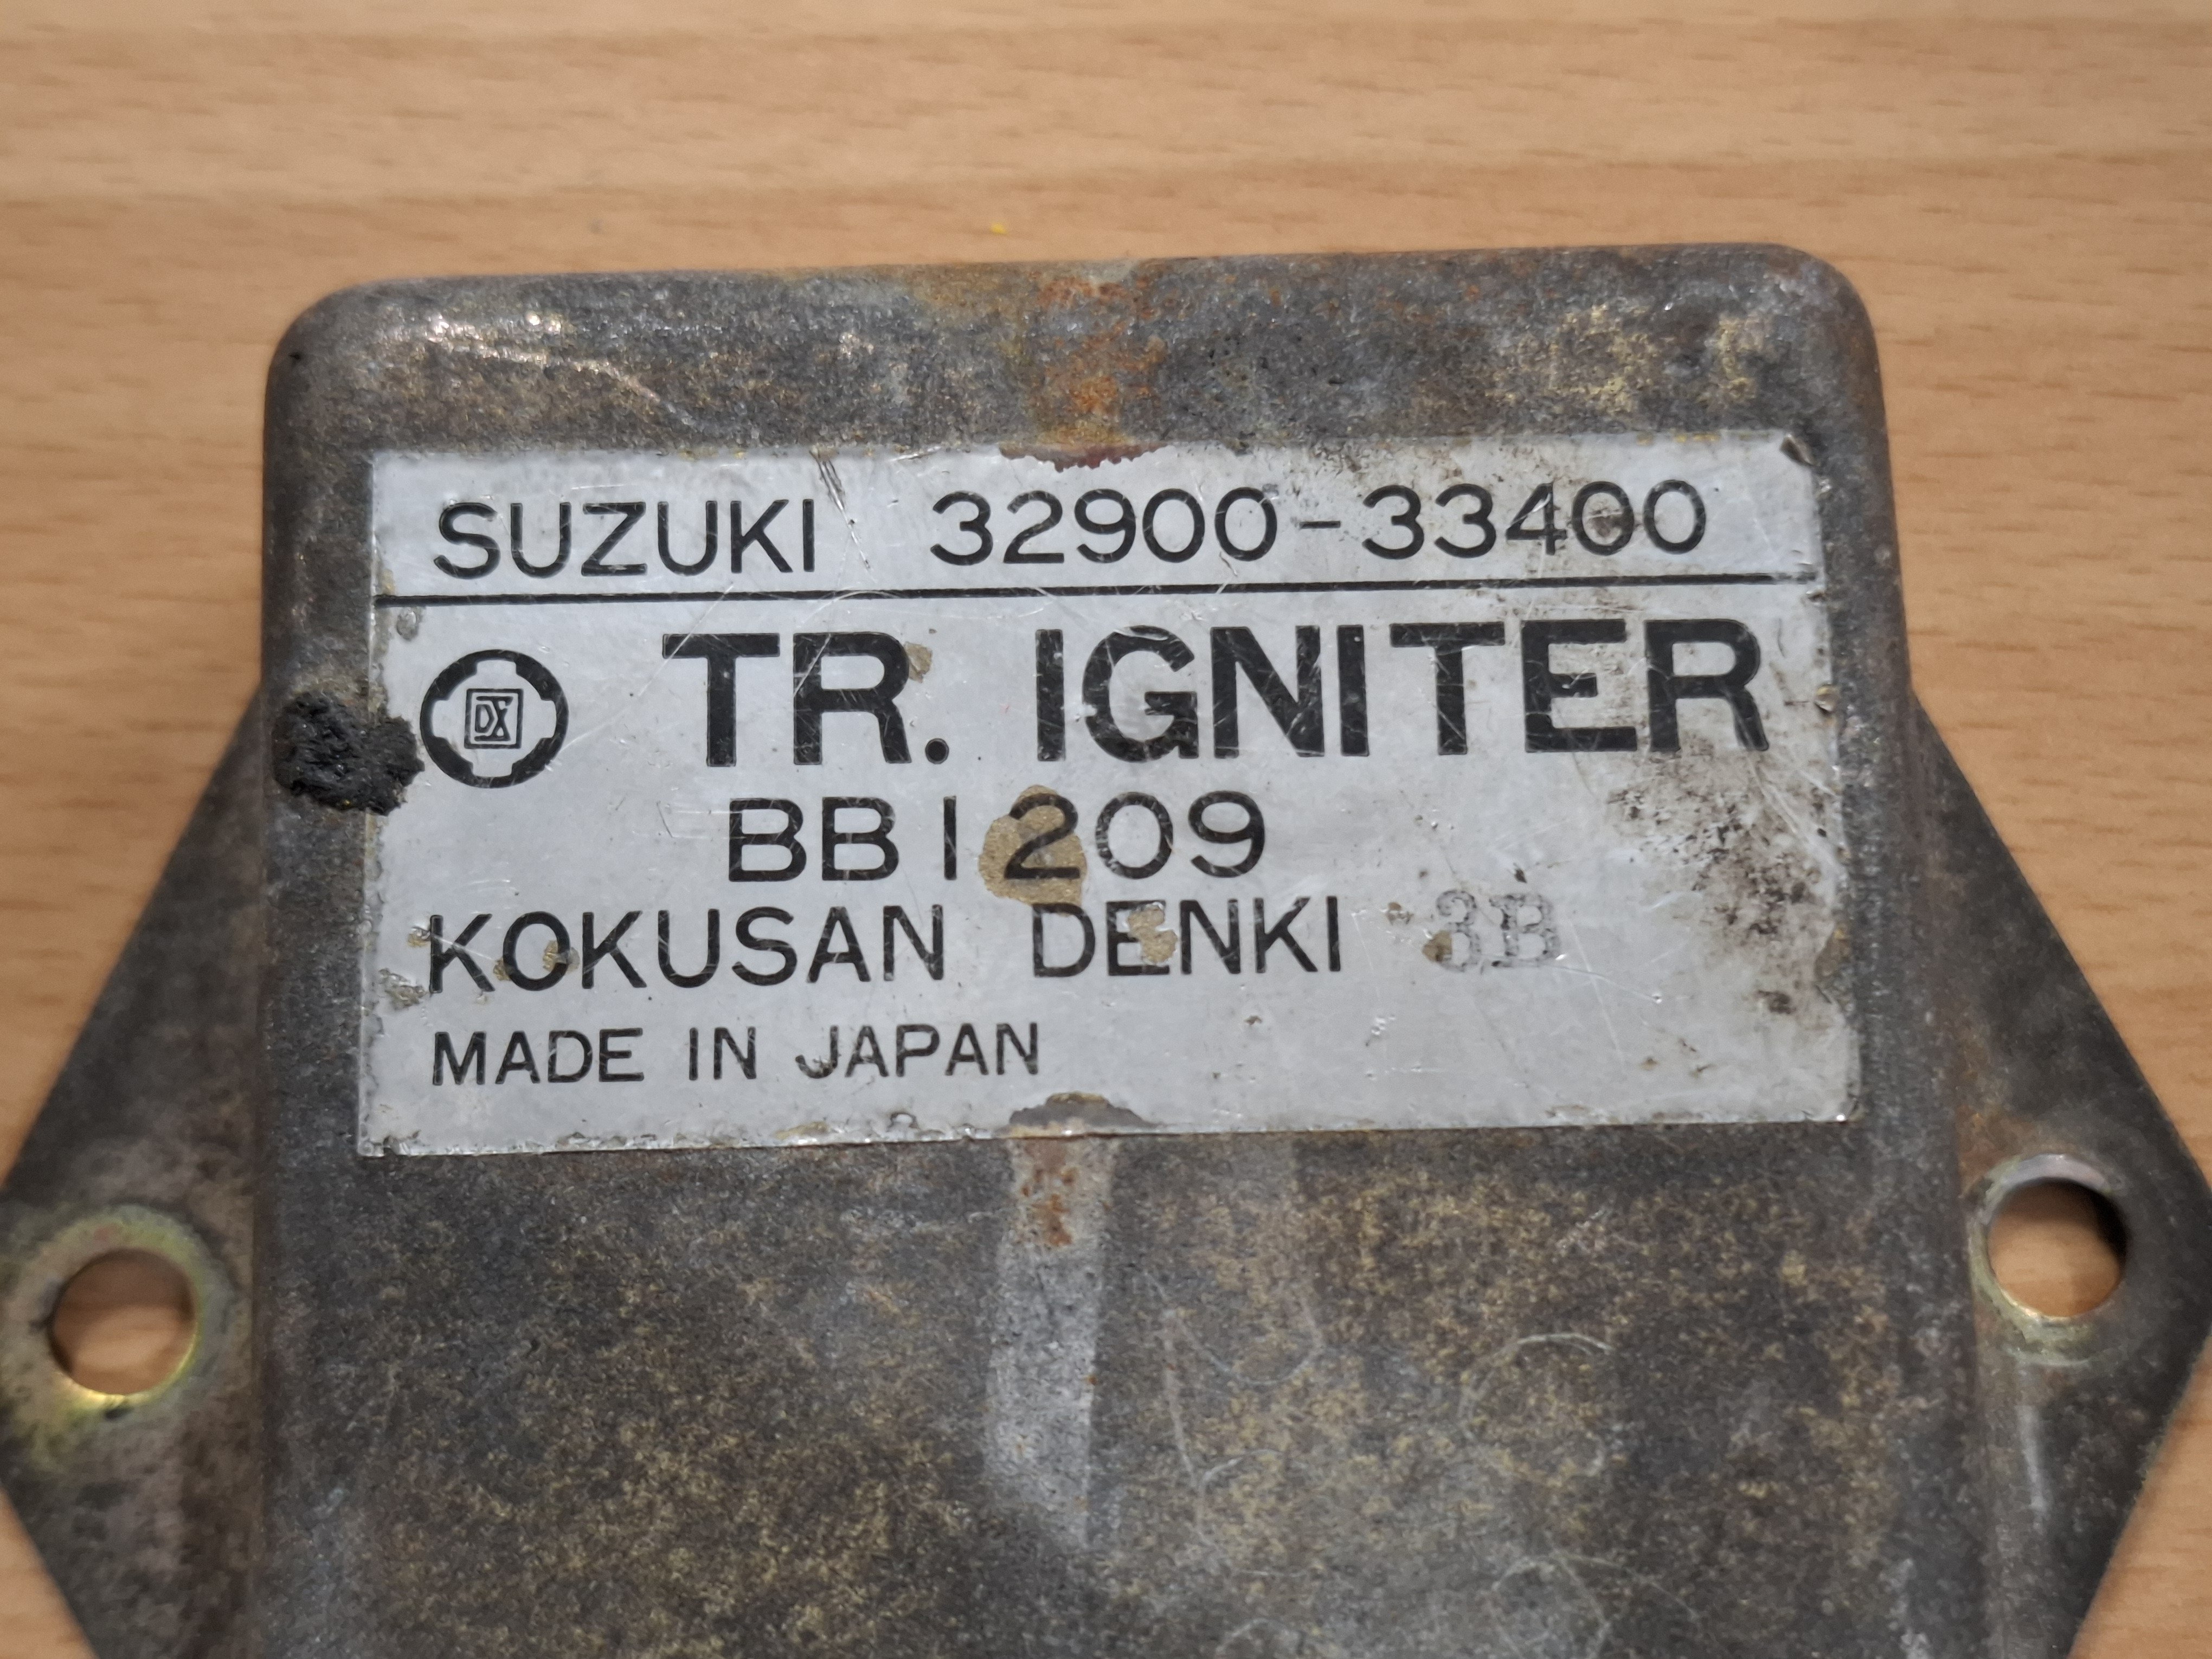 SUZUKI 32900-33400
TR. IGNITER
BB1209
KOKUSAN DENKI 3B
MADE IN JAPAN